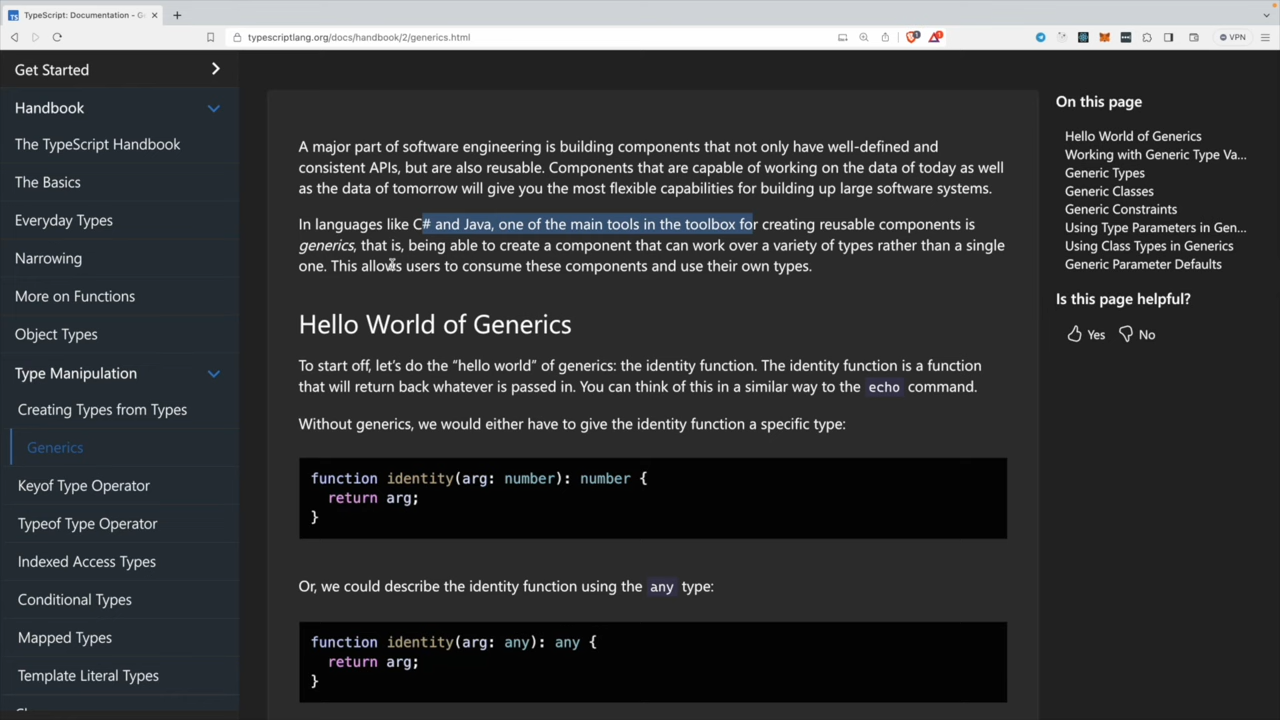 TypeScript: Documentation - Ge
typescriptlang.org/docs/handbook/2/generics.html
VPN
Get Started
Handbook
The TypeScript Handbook
The Basics
Everyday Types
Narrowing
More on Functions
Object Types
Type Manipulation
Creating Types from Types
Generics
Keyof Type Operator
Typeof Type Operator
Indexed Access Types
Conditional Types
Mapped Types
Template Literal Types
A major part of software engineering is building components that not only have well-defined and
consistent APIs, but are also reusable. Components that are capable of working on the data of today as well
as the data of tomorrow will give you the most flexible capabilities for building up large software systems.
In languages like C# and Java, one of the main tools in the toolbox for creating reusable components is
generics, that is, being able to create a component that can work over a variety of types rather than a single
one. This allows users to consume these components and use their own types.
Hello World of Generics
To start off, let’s do the “hello world” of generics: the identity function. The identity function is a function
that will return back whatever is passed in. You can think of this in a similar way to the echo command.
Without generics, we would either have to give the identity function a specific type:
function identity(arg: number): number {
return arg;
}
Or, we could describe the identity function using the any type:
function identity(arg: any): any {
return arg;
}
On this page
Hello World of Generics
Working with Generic Type Va...
Generic Types
Generic Classes
Generic Constraints
Using Type Parameters in Gen...
Using Class Types in Generics
Generic Parameter Defaults
Is this page helpful?
Yes No